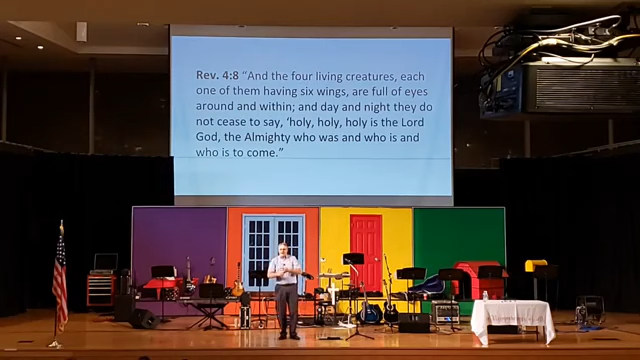 Rev. 4:8 “And the four living creatures, each
one of them having six wings, are full of eyes
around and within; and day and night they do
not cease to say, ‘holy, holy, holy is the Lord
God, the Almighty who was and who is and
who is to come.”